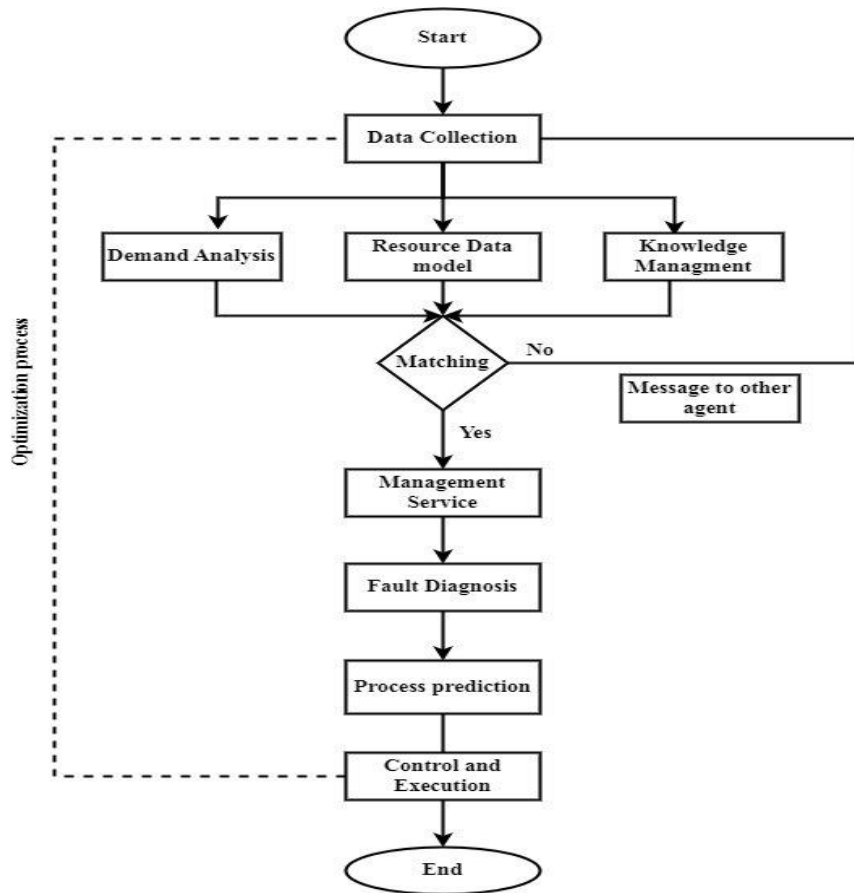 Start
Data Collection
Demand Analysis
Resource Data
model
Knowledge
Managment
Matching
No
Message to other
agent
Yes
Optimization process
Management
Service
Fault Diagnosis
Process prediction
Control and
Execution
End